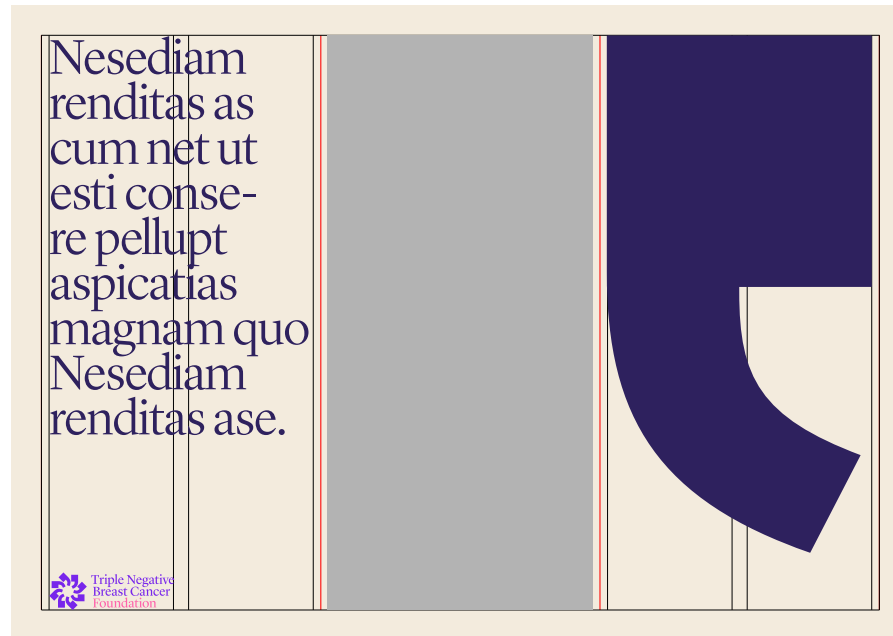 Nesediam
renditas as
cum net ut
esti conse-
re pellupt
aspicatias
magnam quo
Nesediam
renditas ase.
Triple Negative
Breast Cancer
Foundation